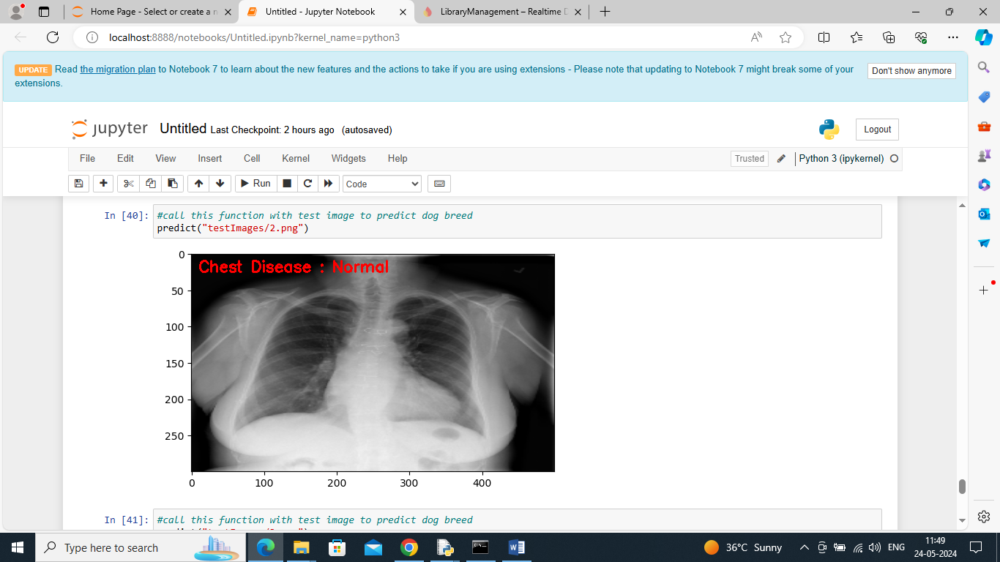 Home Page - Select or create a n
Untitled - Jupyter Notebook
LibraryManagement – Realtime D
localhost:8888/notebooks/Untitled.ipynb?kernel_name=python3
UPDATE Read the migration plan to Notebook 7 to learn about the new features and the actions to take if you are using extensions - Please note that updating to Notebook 7 might break some of your
extensions.
Don't show anymore
jupyter Untitled Last Checkpoint: 2 hours ago (autosaved)
Logout
File Edit View Insert Cell Kernel Widgets Help
Trusted
Python 3 (ipykernel)
Run
Code
In [40]: #call this function with test image to predict dog breed
predict("testImages/2.png")
Chest Disease : Normal
0
50
100
150
200
250
0 100 200 300 400
In [41]: #call this function with test image to predict dog breed
Type here to search
36°C Sunny
ENG
11:49
24-05-2024